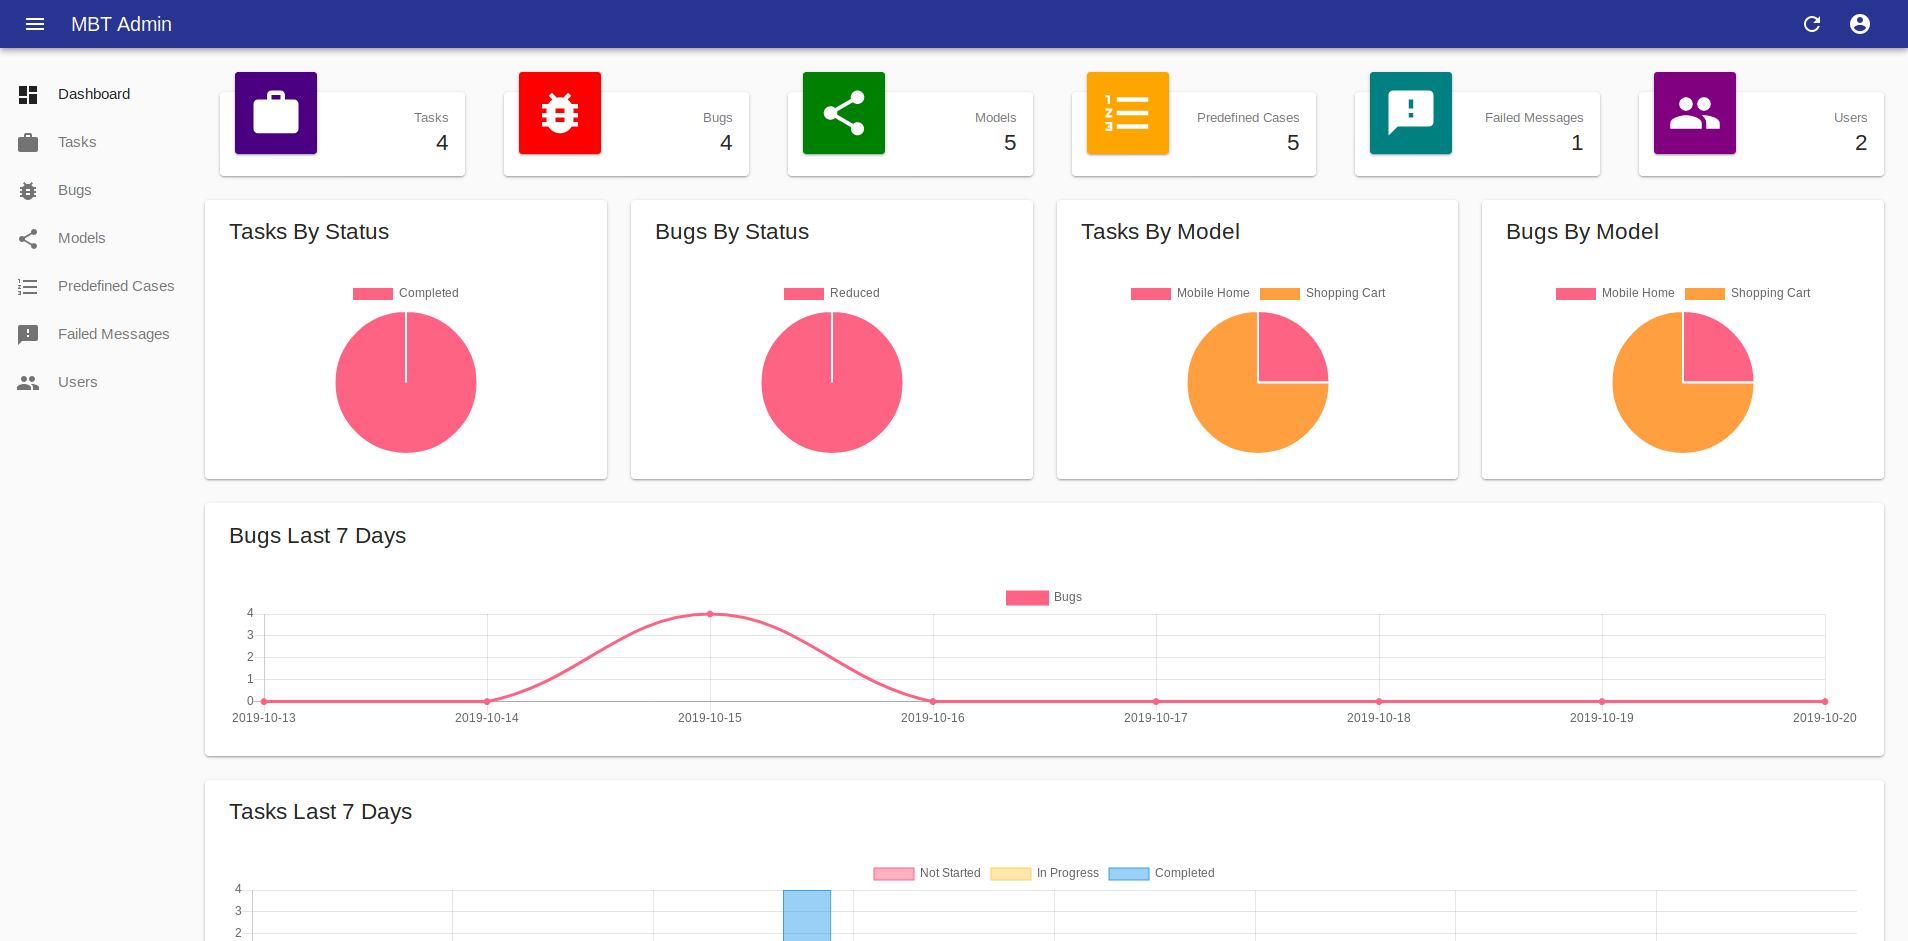 MBT Admin
Dashboard
Tasks
Bugs
Models
Predefined Cases
Failed Messages
Users
Tasks
4
Bugs
4
Models
5
Predefined Cases
5
Failed Messages
1
Users
2
Tasks By Status
Completed
Bugs By Status
Reduced
Tasks By Model
Mobile Home Shopping Cart
Bugs By Model
Mobile Home Shopping Cart
Bugs Last 7 Days
Bugs
4
3
2
1
0
2019-10-13 2019-10-14 2019-10-15 2019-10-16 2019-10-17 2019-10-18 2019-10-19 2019-10-20
Tasks Last 7 Days
Not Started In Progress Completed
4
3
2